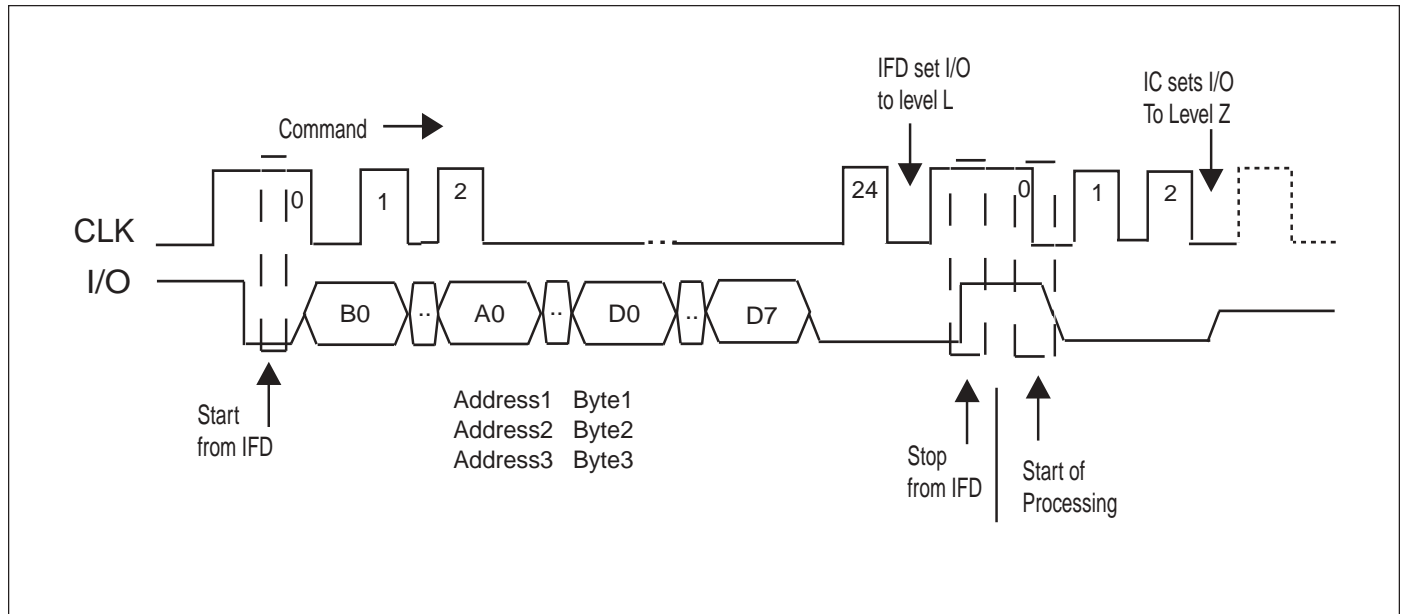 IFD set I/O
to level L
IC sets I/O
To Level Z
Command
0
1
2
24
0
1
2
CLK
I/O
B0
..
A0
..
D0
..
D7
Start
from IFD
Address1 Byte1
Address2 Byte2
Address3 Byte3
Stop
from IFD
Start of
Processing